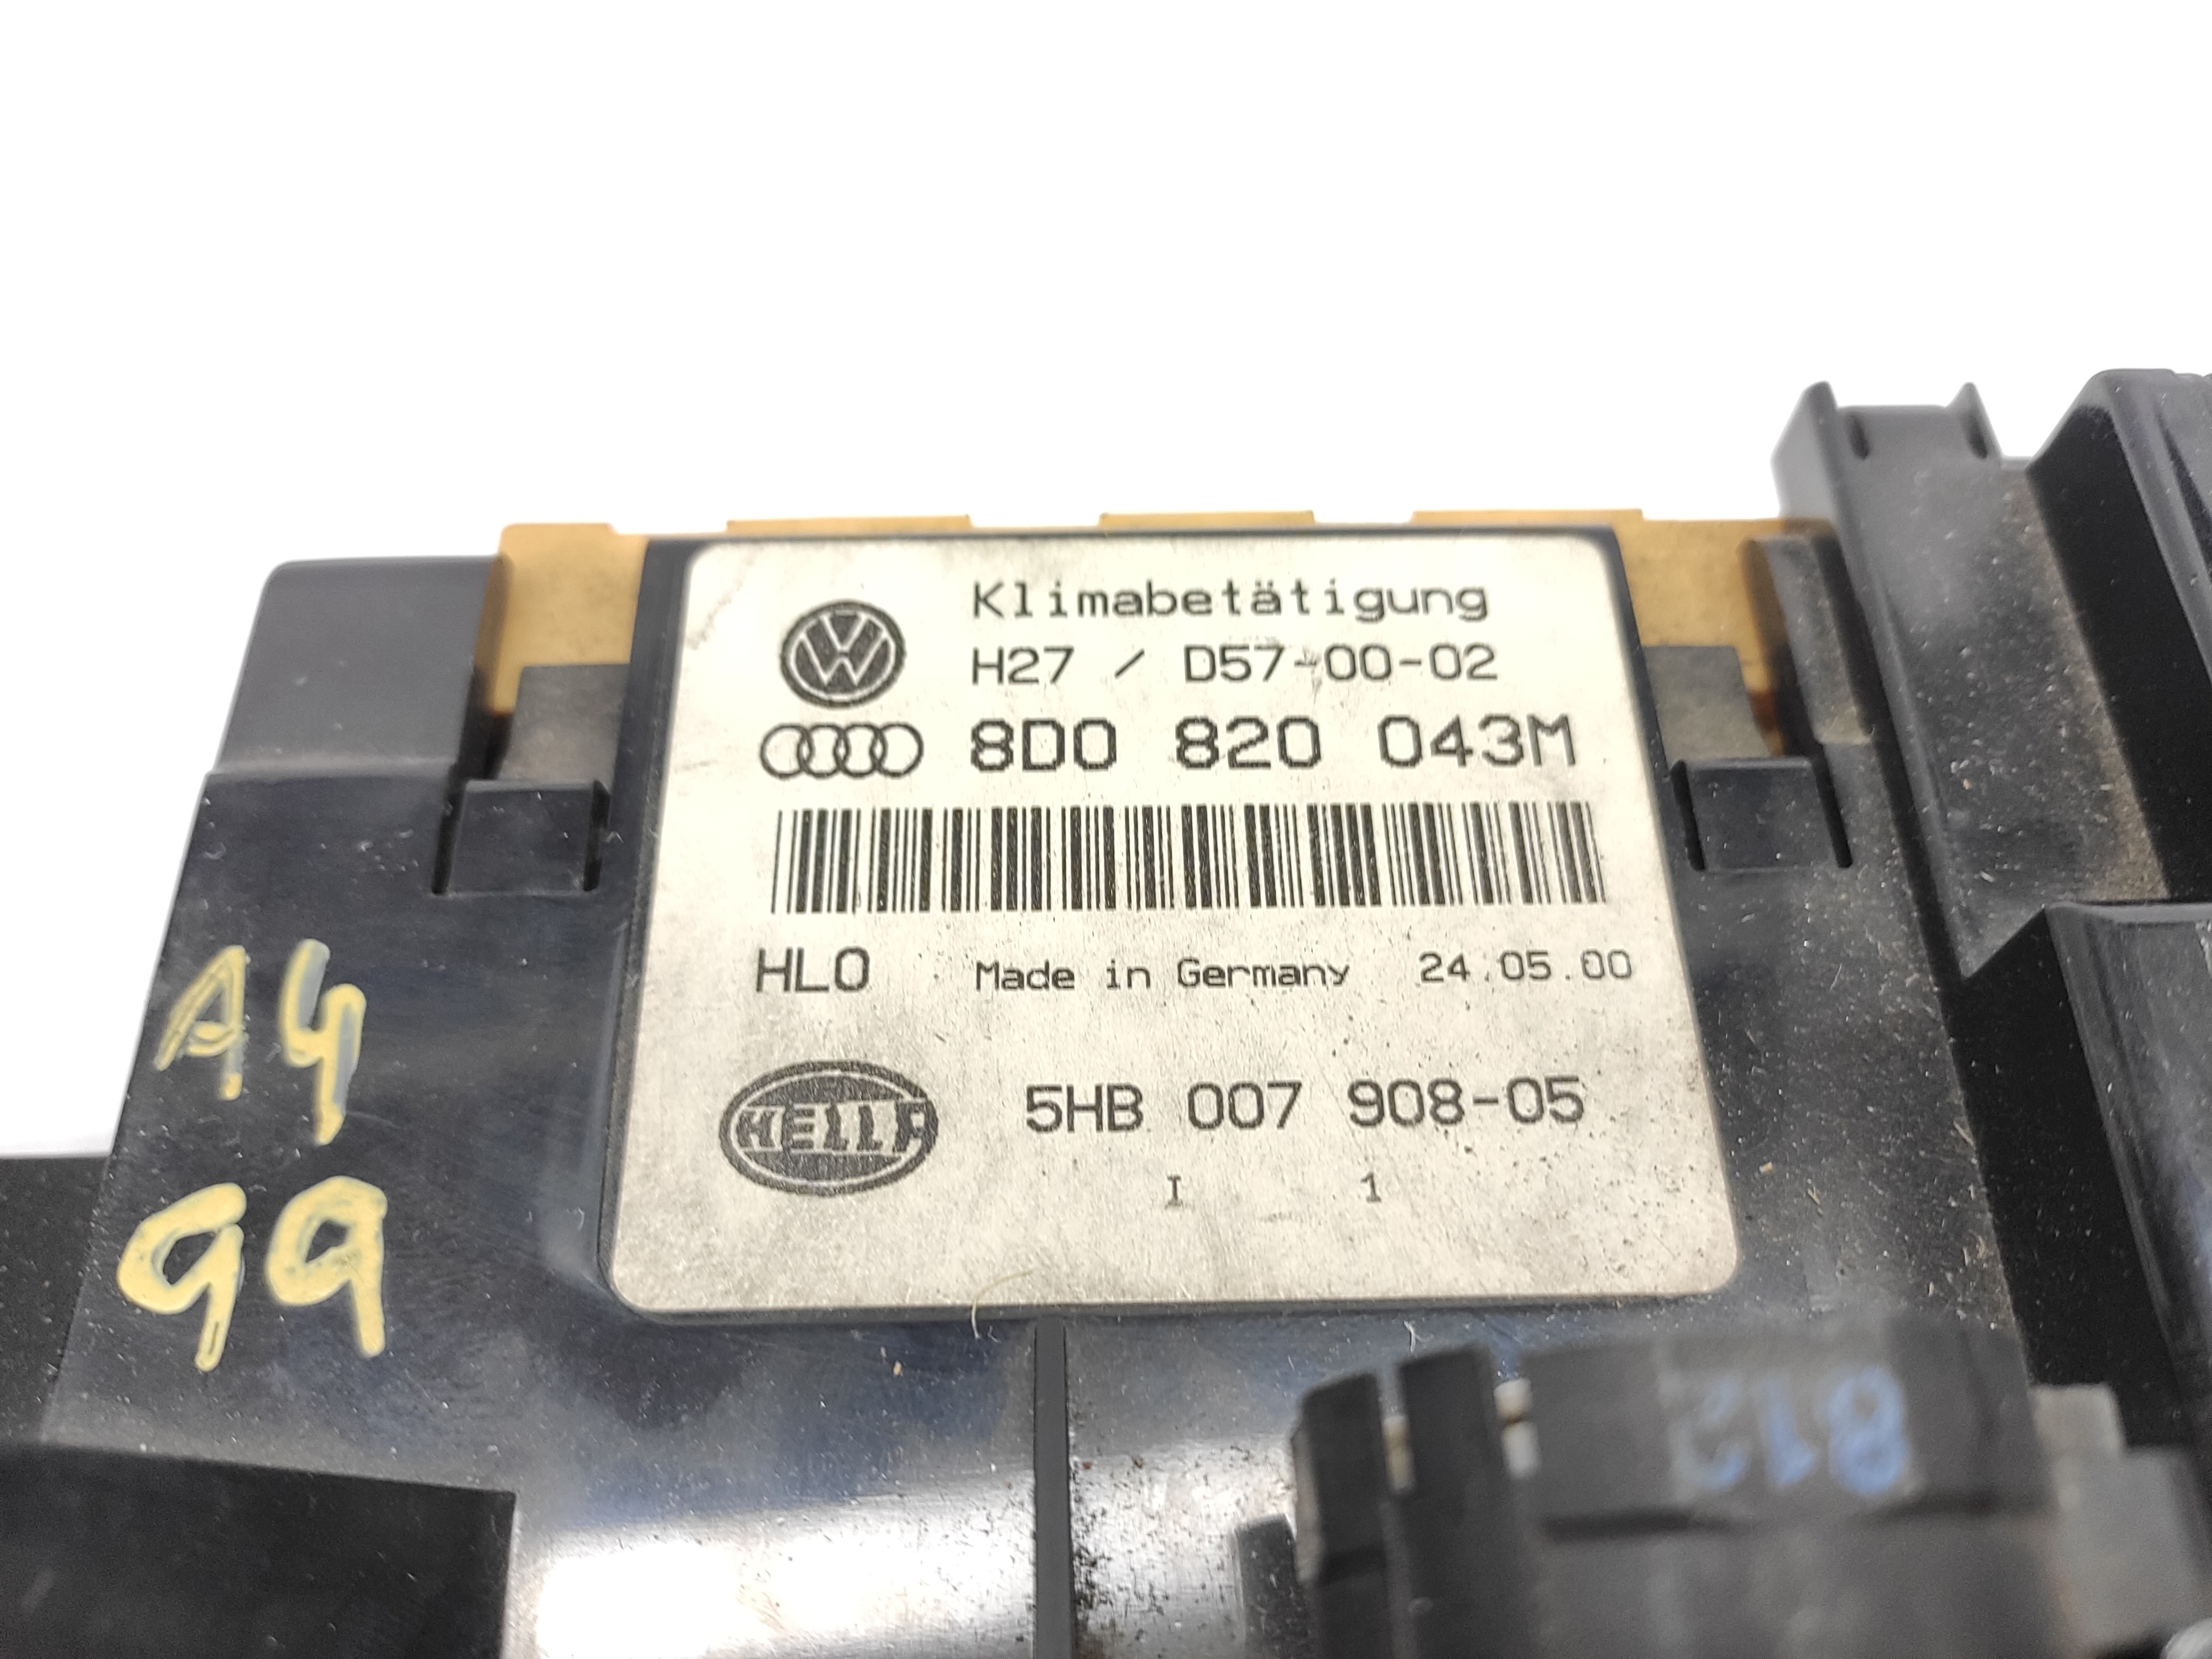 Klimabetätigung
H27 / D57-00-02
8D0 820 043M
HLO Made in Germany 24.05.00
HELLA 5HB 007 908-05
I 1
A4
99
812